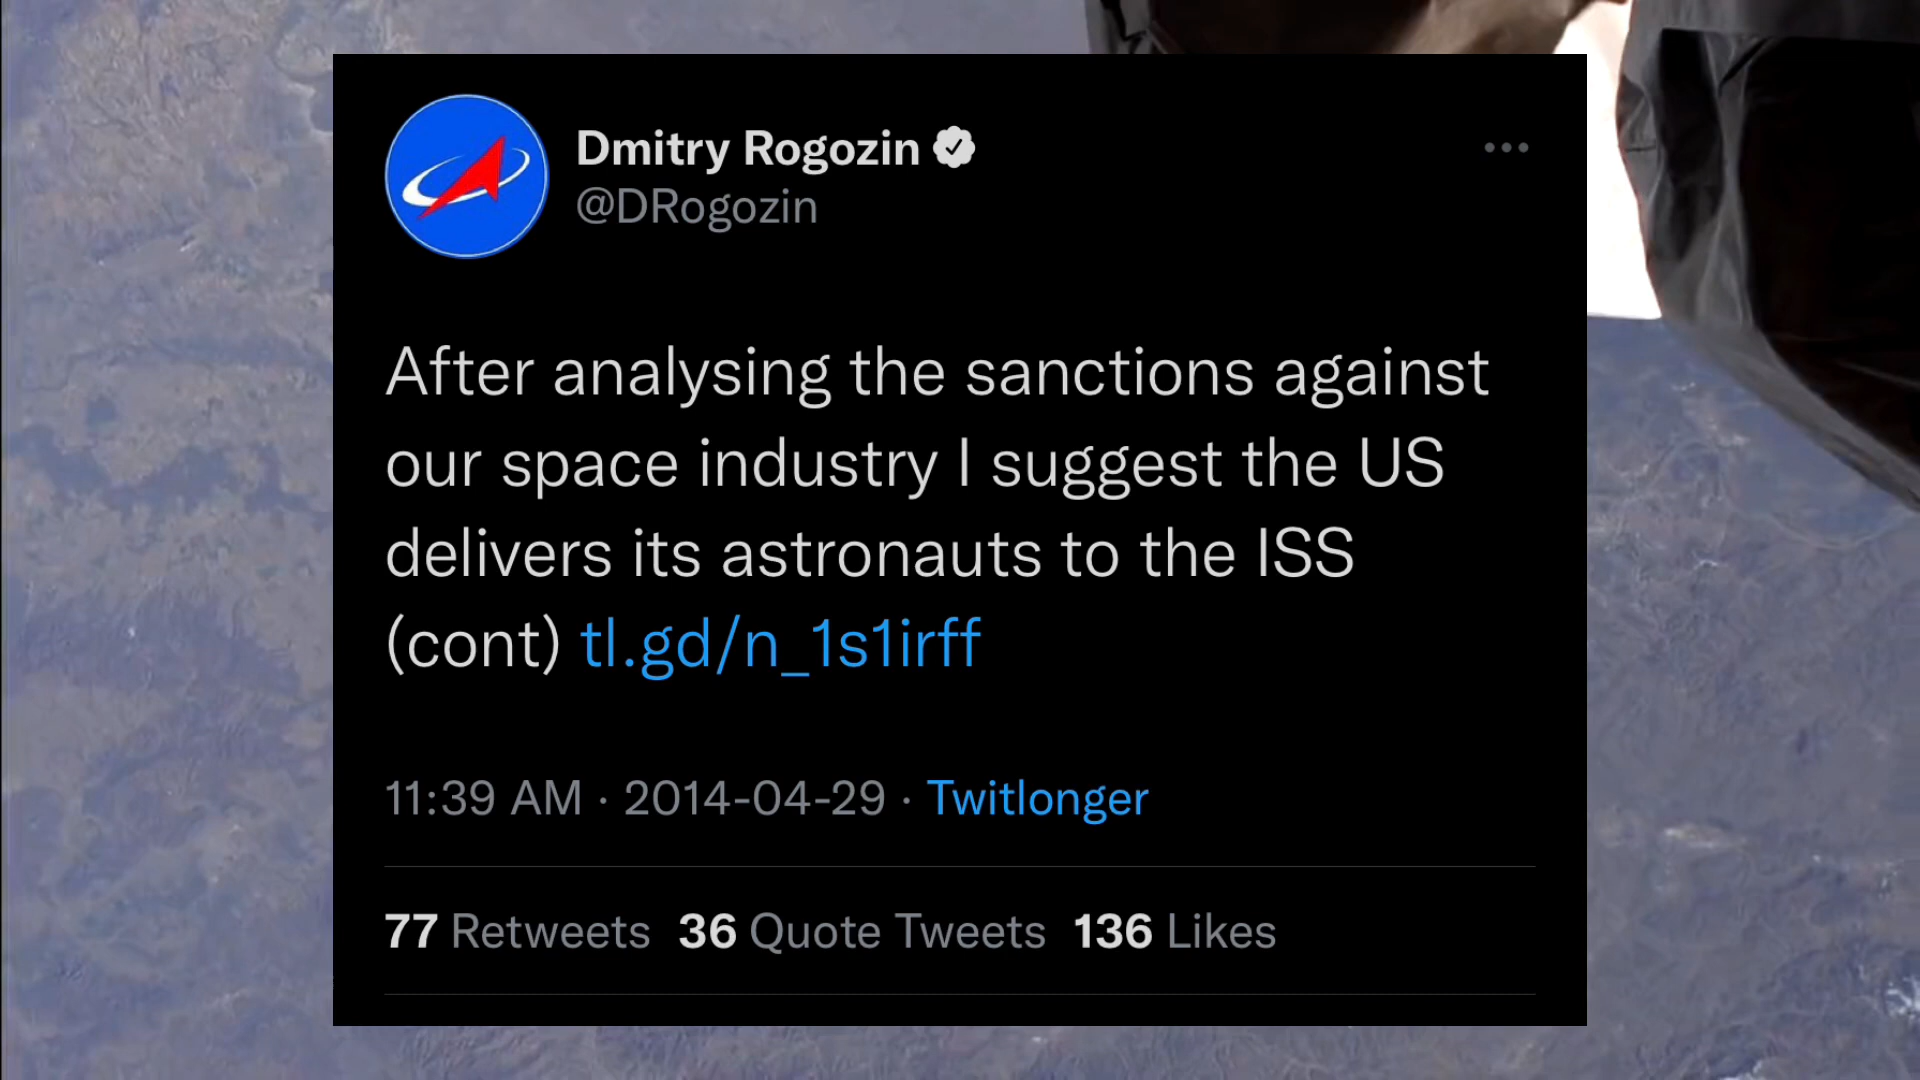 Dmitry Rogozin
@DRogozin
After analysing the sanctions against
our space industry I suggest the US
delivers its astronauts to the ISS
(cont) tl.gd/n_1s1irff
11:39 AM · 2014-04-29 · Twitlonger
77 Retweets 36 Quote Tweets 136 Likes